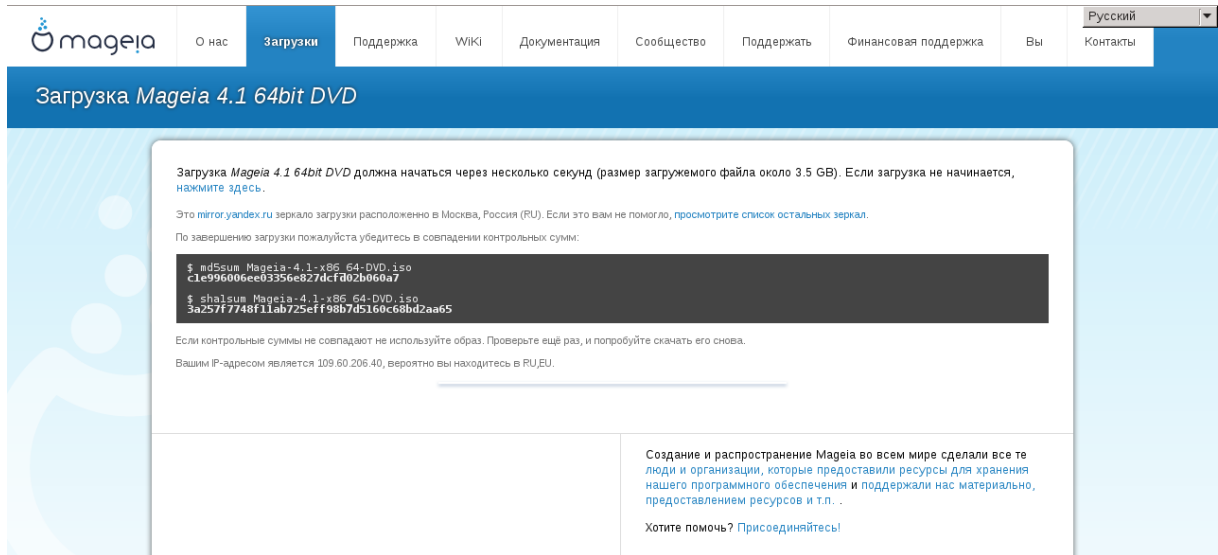 Русский
mageia
О нас Загрузки Поддержка WiKi Документация Сообщество Поддержать Финансовая поддержка Вы Контакты
Загрузка Mageia 4.1 64bit DVD
Загрузка Mageia 4.1 64bit DVD должна начаться через несколько секунд (размер загружемого файла около 3.5 GB). Если загрузка не начинается,
нажмите здесь.
Это mirror.yandex.ru зеркало загрузки расположенно в Москва, Россия (RU). Если это вам не помогло, просмотрите список остальных зеркал.
По завершению загрузки пожалуйста убедитесь в совпадении контрольных сумм:
$ md5sum Mageia-4.1-x86_64-DVD.iso
c1e996006ee03356e827dcfd02b060a7
$ sha1sum Mageia-4.1-x86_64-DVD.iso
3a257f7748f11ab725eff98b7d5160c68bd2aa65
Если контрольные суммы не совпадают не используйте образ. Проверьте ещё раз, и попробуйте скачать его снова.
Вашим IP-адресом является 109.60.206.40, вероятно вы находитесь в RU,EU.
Создание и распространение Mageia во всем мире сделали все те
люди и организации, которые предоставили ресурсы для хранения
нашего программного обеспечения и поддержали нас материально,
предоставлением ресурсов и т.п. .
Хотите помочь? Присоединяйтесь!